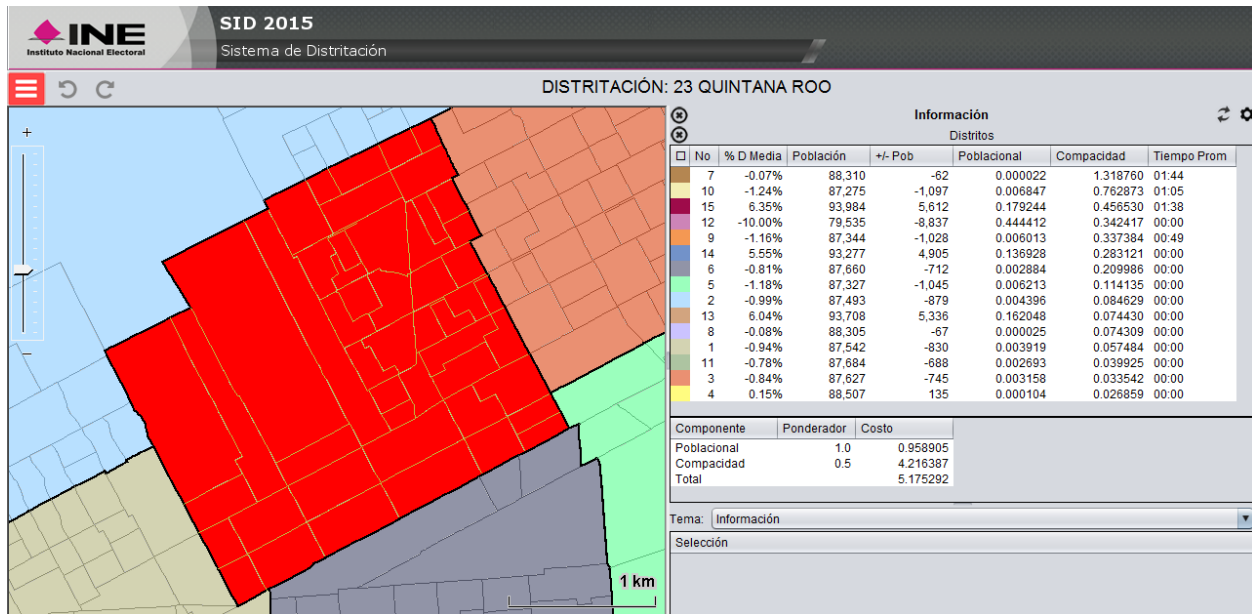 INE
Instituto Nacional Electoral
SID 2015
Sistema de Distritación
DISTRITACIÓN: 23 QUINTANA ROO
+
−
1 km
Información
Distritos
No % D Media Población +/- Pob Poblacional Compacidad Tiempo Prom
7 -0.07% 88,310 -62 0.000022 1.318760 01:44
10 -1.24% 87,275 -1,097 0.006847 0.762873 01:05
15 6.35% 93,984 5,612 0.179244 0.456530 01:38
12 -10.00% 79,535 -8,837 0.444412 0.342417 00:00
9 -1.16% 87,344 -1,028 0.006013 0.337384 00:49
14 5.55% 93,277 4,905 0.136928 0.283121 00:00
6 -0.81% 87,660 -712 0.002884 0.209986 00:00
5 -1.18% 87,327 -1,045 0.006213 0.114135 00:00
2 -0.99% 87,493 -879 0.004396 0.084629 00:00
13 6.04% 93,708 5,336 0.162048 0.074430 00:00
8 -0.08% 88,305 -67 0.000025 0.074309 00:00
1 -0.94% 87,542 -830 0.003919 0.057484 00:00
11 -0.78% 87,684 -688 0.002693 0.039925 00:00
3 -0.84% 87,627 -745 0.003158 0.033542 00:00
4 0.15% 88,507 135 0.000104 0.026859 00:00
Componente Ponderador Costo
Poblacional 1.0 0.958905
Compacidad 0.5 4.216387
Total 5.175292
Tema: Información
Selección